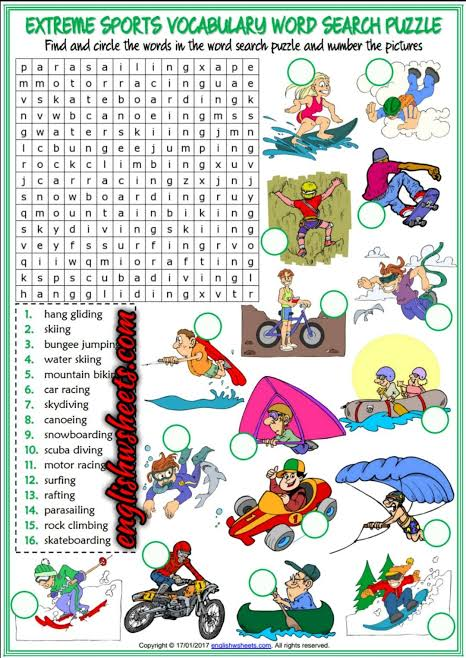 EXTREME SPORTS VOCABULARY WORD SEARCH PUZZLE
Find and circle the words in the word search puzzle and number the pictures
p a r a s a i l i n g x a p e
m m o t o r r a c i n g u a e
v s k a t e b o a r d i n g k
n v w b c a n o e i n g m s s
g w a t e r s k i i n g j m n
l c b u n g e e j u m p i n g
r o c k c l i m b i n g x u v
j c a r r a c i n g z x j n j
s n o w b o a r d i n g r u y
q m o u n t a i n b i k i n g
s k y d i v i n g s k i i n g
v e y f s s u r f i n g r v o
q i i w q m i o r a f t i n g
k s p s c u b a d i v i n g l
h a n g g l i d i n g x v t r
1. hang gliding
2. skiing
3. bungee jumping
4. water skiing
5. mountain bikin
6. car racing
7. skydiving
8. canoeing
9. snowboarding
10. scuba diving
11. motor racing
12. surfing
13. rafting
14. parasailing
15. rock climbing
16. skateboarding
englishwsheets.com
1
Copyright © 17/01/2017 englishwsheets.com. All rights reserved.